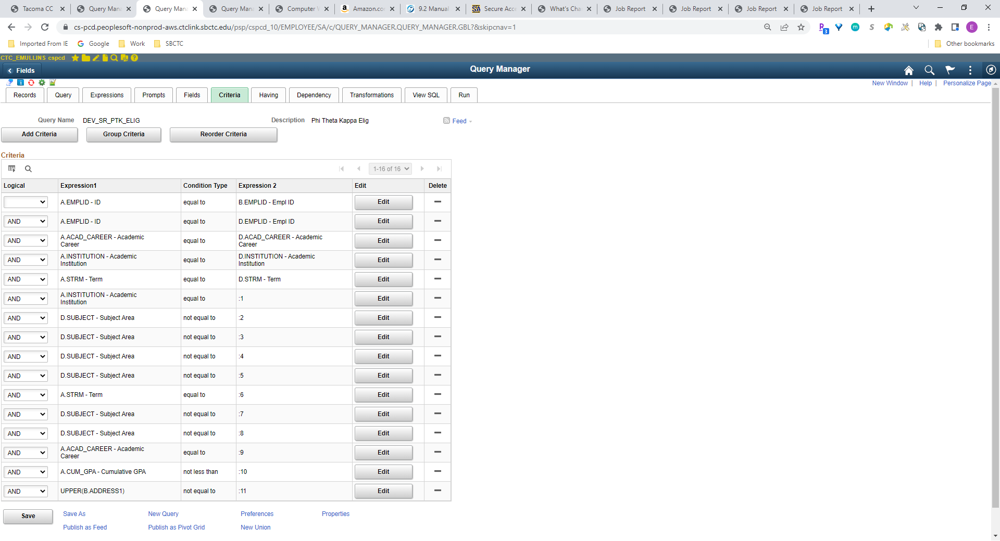 Tacoma CC
Query Mana
Query Mana
Query Mana
Computer
Amazon.co
9.2 Manual
Secure Acc
What's Cha
Job Report
Job Report
Job Report
Job Report
cs-pcd.peoplesoft-nonprod-aws.ctclink.sbctc.edu/psp/cspcd_10/EMPLOYEE/SA/c/QUERY_MANAGER.QUERY_MANAGER.GBL?&skipcnav=1
3
E
Imported From IE
Google
Work
SBCTC
Other bookmarks
CTC_EMULLINS cspcd
Fields
Query Manager
New Window | Help | Personalize Page
Records
Query
Expressions
Prompts
Fields
Criteria
Having
Dependency
Transformations
View SQL
Run
Query Name DEV_SR_PTK_ELIG
Description Phi Theta Kappa Elig
Feed
Add Criteria
Group Criteria
Reorder Criteria
Criteria
1-16 of 16
Logical Expression1 Condition Type Expression 2 Edit Delete
A.EMPLID - ID equal to B.EMPLID - Empl ID Edit
AND A.EMPLID - ID equal to D.EMPLID - Empl ID Edit
AND A.ACAD_CAREER - Academic Career equal to D.ACAD_CAREER - Academic Career Edit
AND A.INSTITUTION - Academic Institution equal to D.INSTITUTION - Academic Institution Edit
AND A.STRM - Term equal to D.STRM - Term Edit
AND A.INSTITUTION - Academic Institution equal to :1 Edit
AND D.SUBJECT - Subject Area not equal to :2 Edit
AND D.SUBJECT - Subject Area not equal to :3 Edit
AND D.SUBJECT - Subject Area not equal to :4 Edit
AND D.SUBJECT - Subject Area not equal to :5 Edit
AND A.STRM - Term equal to :6 Edit
AND D.SUBJECT - Subject Area not equal to :7 Edit
AND D.SUBJECT - Subject Area not equal to :8 Edit
AND A.ACAD_CAREER - Academic Career equal to :9 Edit
AND A.CUM_GPA - Cumulative GPA not less than :10 Edit
AND UPPER(B.ADDRESS1) not equal to :11 Edit
Save
Save As
New Query
Preferences
Properties
Publish as Feed
Publish as Pivot Grid
New Union